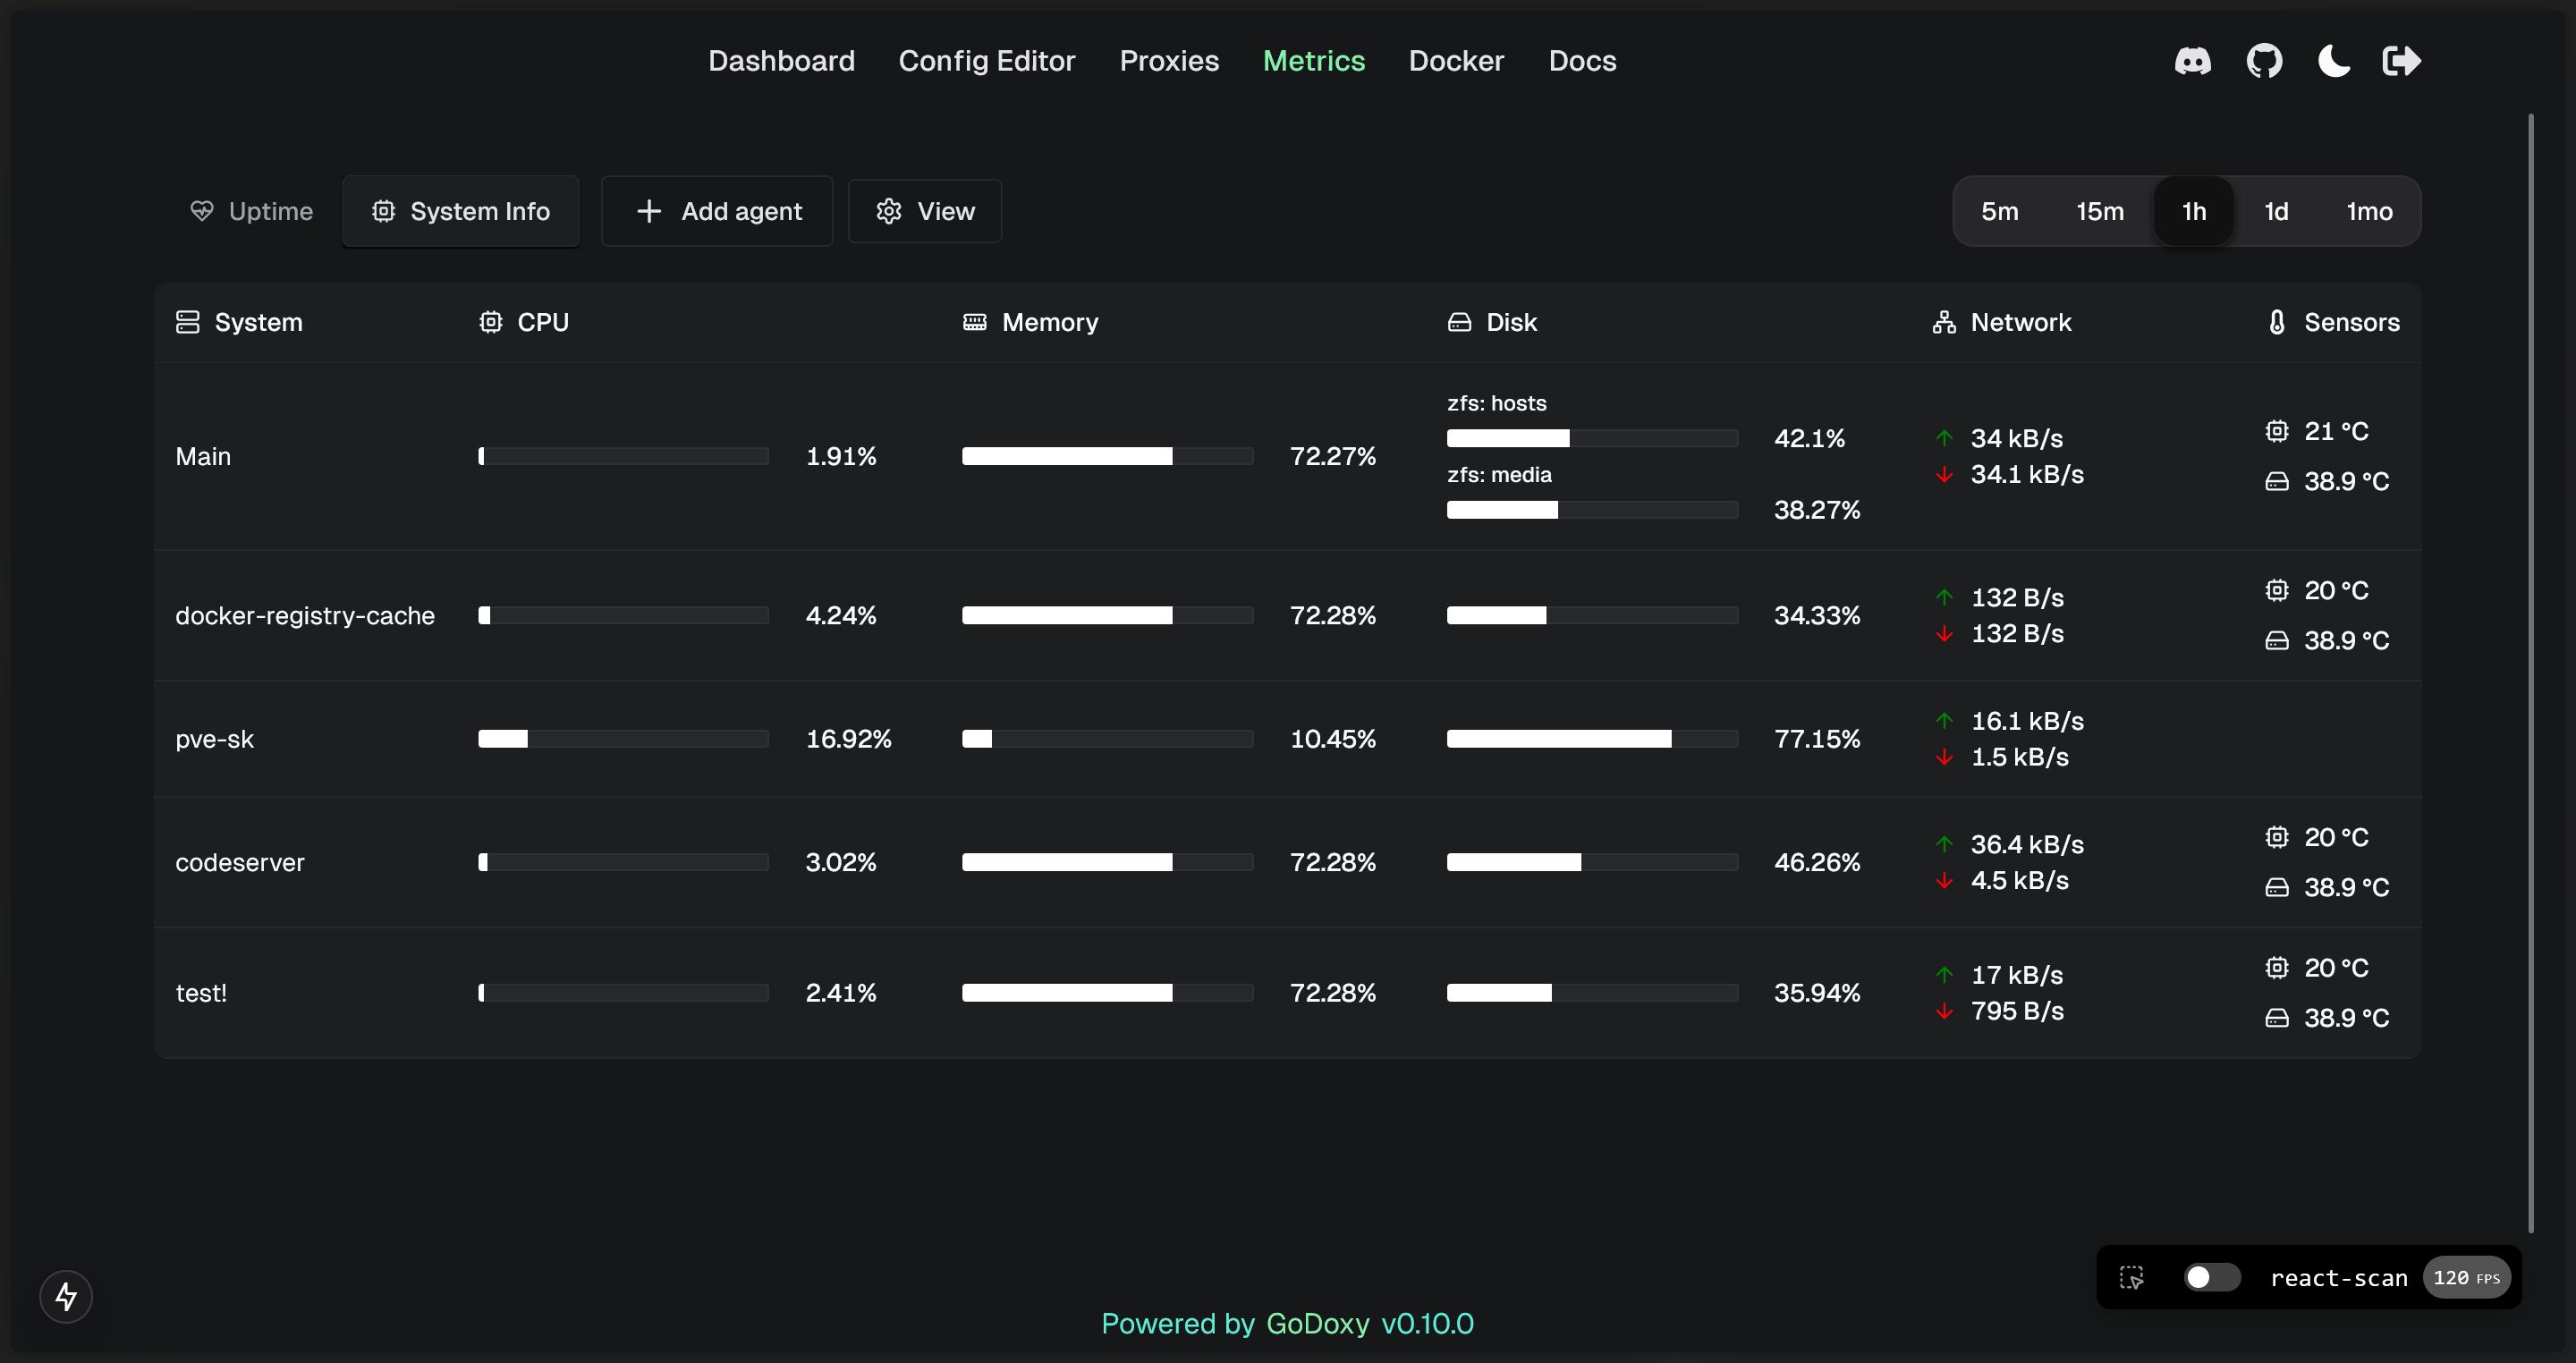 Dashboard Config Editor Proxies Metrics Docker Docs
Uptime System Info Add agent View 5m 15m 1h 1d 1mo
System CPU Memory Disk Network Sensors
zfs: hosts
Main 1.91% 72.27% 42.1% 34 kB/s 21 °C
zfs: media 34.1 kB/s 38.9 °C
38.27%
docker-registry-cache 4.24% 72.28% 34.33% 132 B/s 20 °C
132 B/s 38.9 °C
pve-sk 16.92% 10.45% 77.15% 16.1 kB/s
1.5 kB/s
codeserver 3.02% 72.28% 46.26% 36.4 kB/s 20 °C
4.5 kB/s 38.9 °C
test! 2.41% 72.28% 35.94% 17 kB/s 20 °C
795 B/s 38.9 °C
react-scan 120 FPS
Powered by GoDoxy v0.10.0